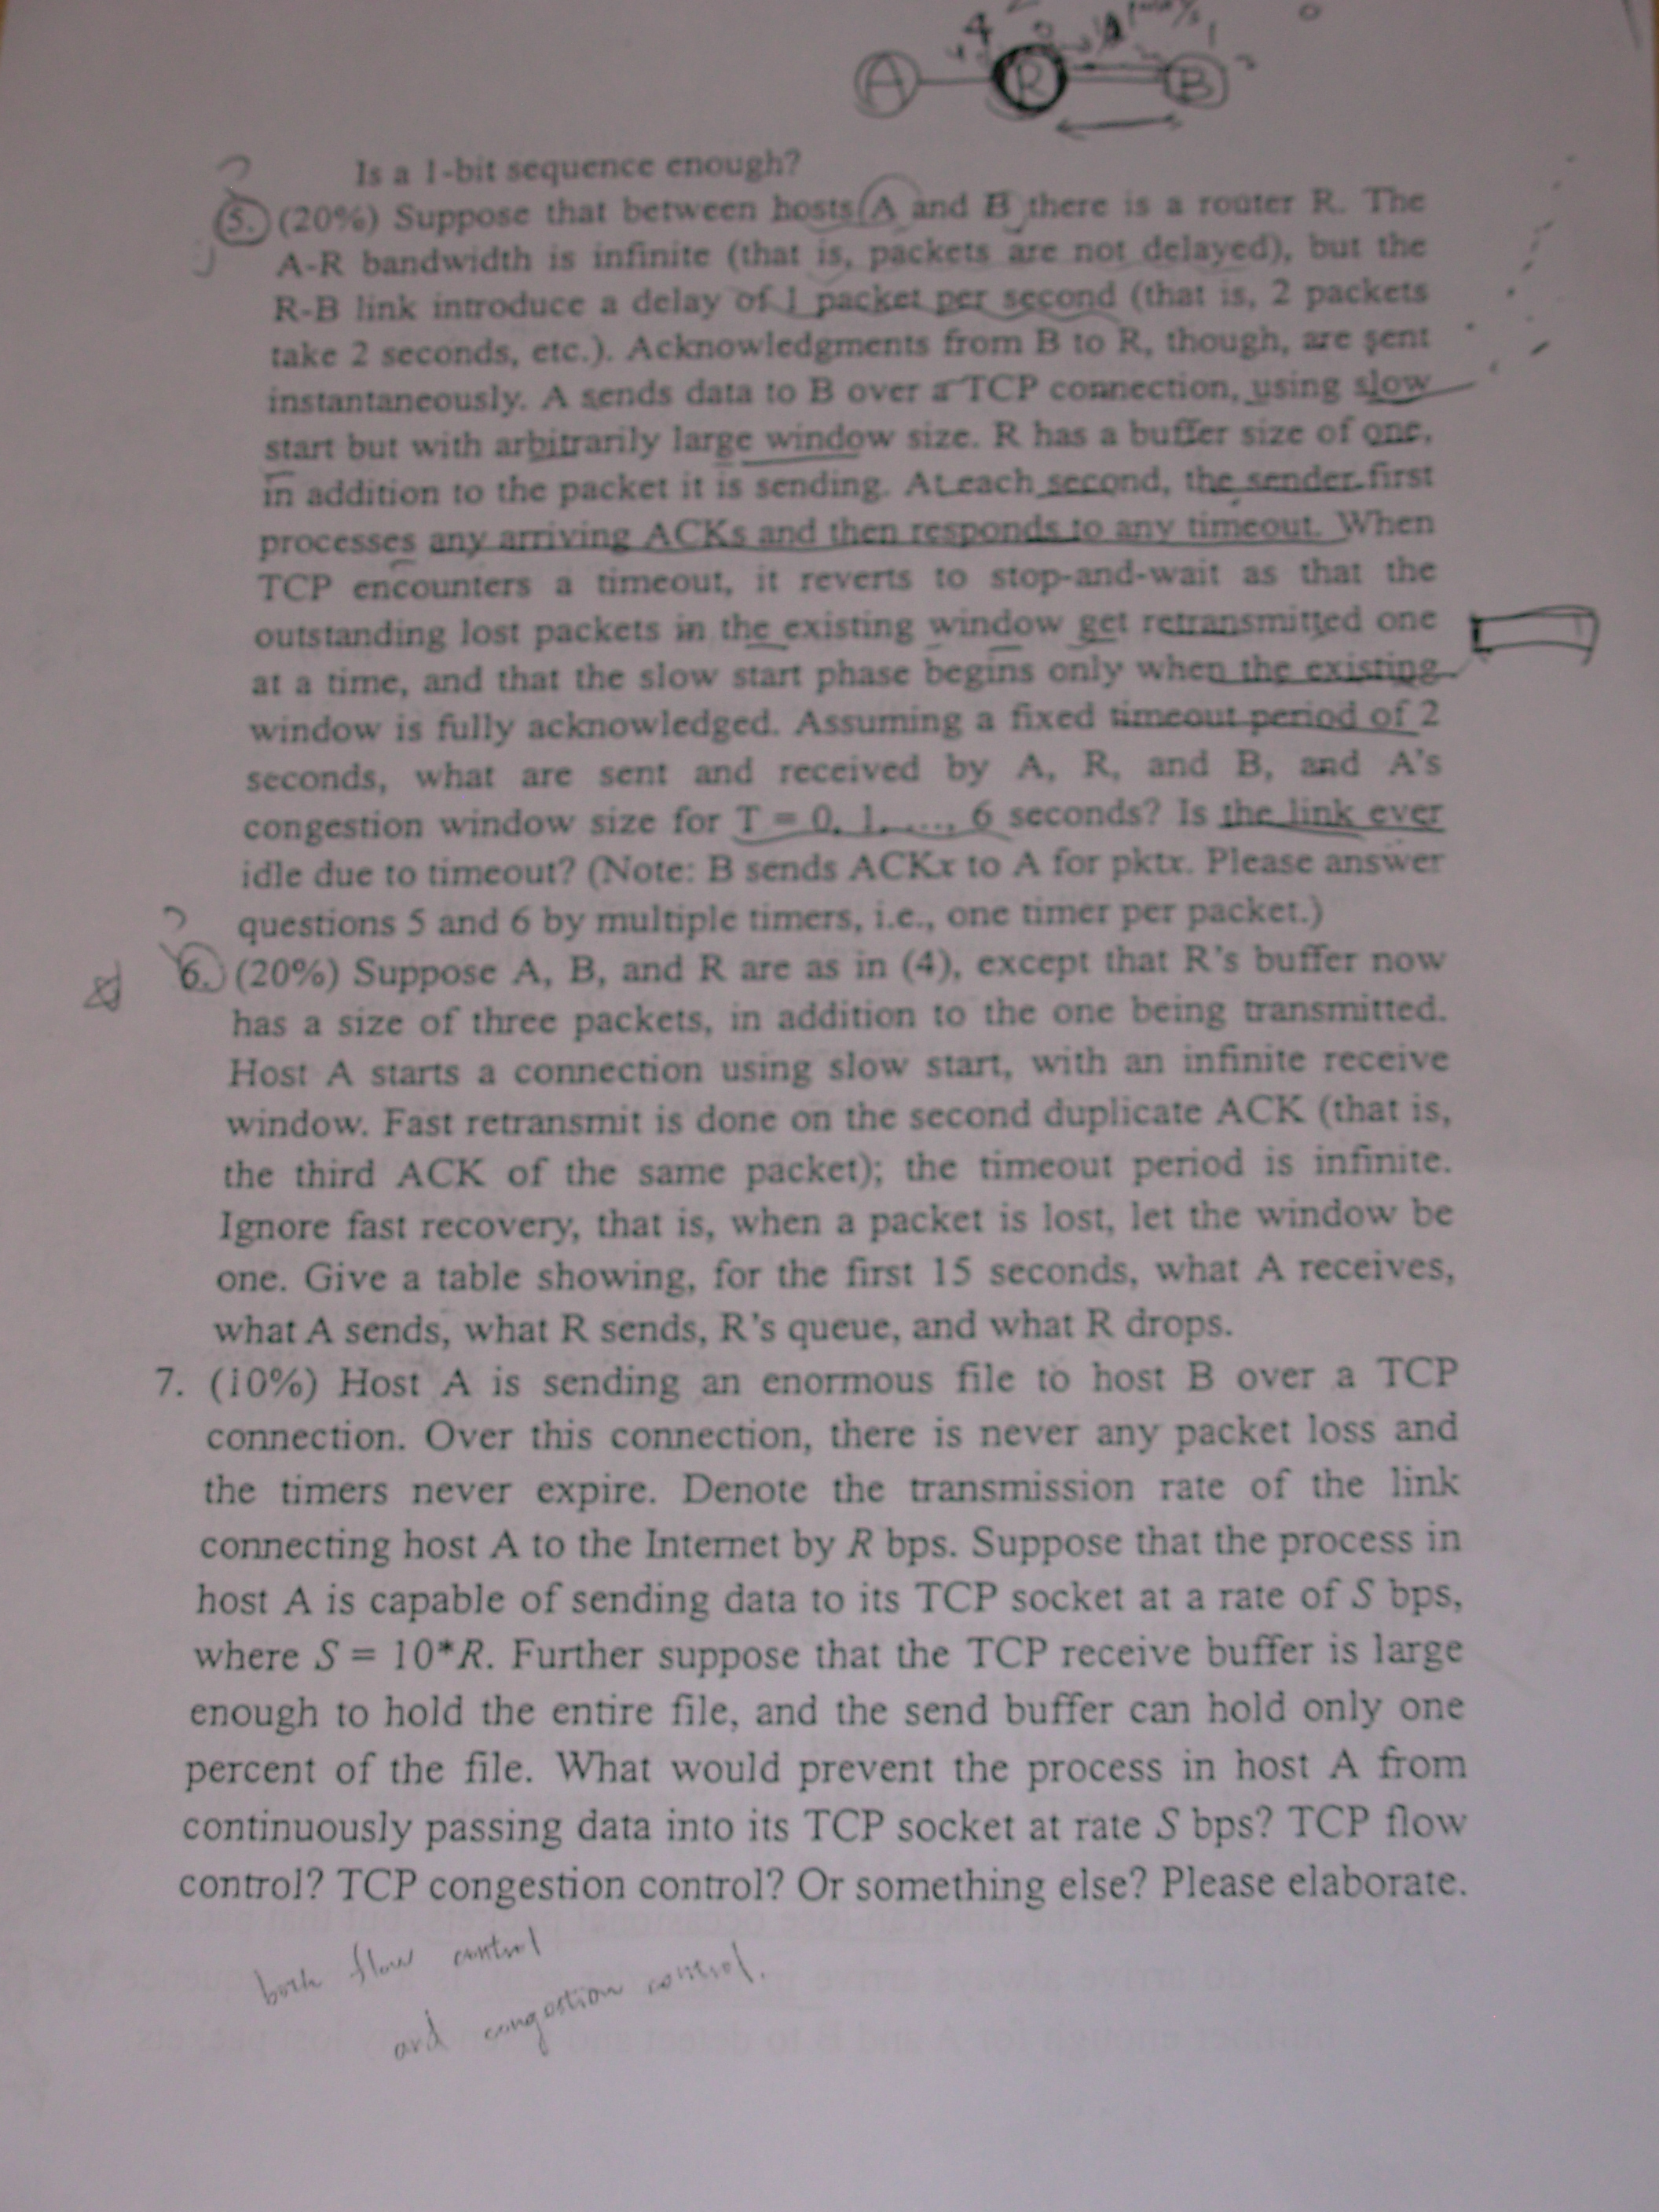 A R B
Is a 1-bit sequence enough?
5. (20%) Suppose that between hosts A and B there is a router R. The
A-R bandwidth is infinite (that is, packets are not delayed), but the
R-B link introduce a delay of 1 packet per second (that is, 2 packets
take 2 seconds, etc.). Acknowledgments from B to R, though, are sent
instantaneously. A sends data to B over a TCP connection, using slow
start but with arbitrarily large window size. R has a buffer size of one,
in addition to the packet it is sending. At each second, the sender first
processes any arriving ACKs and then responds to any timeout. When
TCP encounters a timeout, it reverts to stop-and-wait as that the
outstanding lost packets in the existing window get retransmitted one
at a time, and that the slow start phase begins only when the existing
window is fully acknowledged. Assuming a fixed timeout period of 2
seconds, what are sent and received by A, R, and B, and A's
congestion window size for T = 0, 1, ..., 6 seconds? Is the link ever
idle due to timeout? (Note: B sends ACKx to A for pktx. Please answer
questions 5 and 6 by multiple timers, i.e., one timer per packet.)
6. (20%) Suppose A, B, and R are as in (4), except that R's buffer now
has a size of three packets, in addition to the one being transmitted.
Host A starts a connection using slow start, with an infinite receive
window. Fast retransmit is done on the second duplicate ACK (that is,
the third ACK of the same packet); the timeout period is infinite.
Ignore fast recovery, that is, when a packet is lost, let the window be
one. Give a table showing, for the first 15 seconds, what A receives,
what A sends, what R sends, R's queue, and what R drops.
7. (10%) Host A is sending an enormous file to host B over a TCP
connection. Over this connection, there is never any packet loss and
the timers never expire. Denote the transmission rate of the link
connecting host A to the Internet by R bps. Suppose that the process in
host A is capable of sending data to its TCP socket at a rate of S bps,
where S = 10*R. Further suppose that the TCP receive buffer is large
enough to hold the entire file, and the send buffer can hold only one
percent of the file. What would prevent the process in host A from
continuously passing data into its TCP socket at rate S bps? TCP flow
control? TCP congestion control? Or something else? Please elaborate.
both flow control
and congestion control.